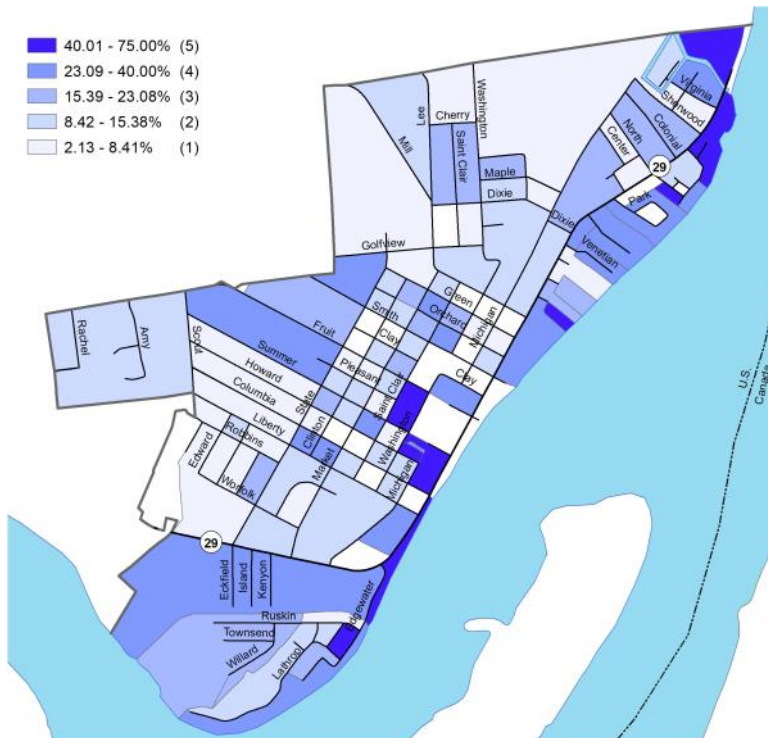 40.01 - 75.00% (5)
23.09 - 40.00% (4)
15.39 - 23.08% (3)
8.42 - 15.38% (2)
2.13 - 8.41% (1)
Virginia
Sherwood
Colonial
North
Center
29
Park
Dixie
Venetian
Washington
Lee
Cherry
Mill
Saint Clair
Maple
Dixie
Golfview
Green
Smith
Orchard
Michigan
Fruit
Clay
Clay
Rachel
Amy
Scout
Summer
Pleasant
Howard
Saint Clair
Columbia
State
Liberty
Clinton
Washington
Robbins
Edward
Market
Michigan
Worfolk
29
Eckfield
Island
Kenyon
Edgewater
Ruskin
Townsend
Willard
Lathrop
U.S.
Canada